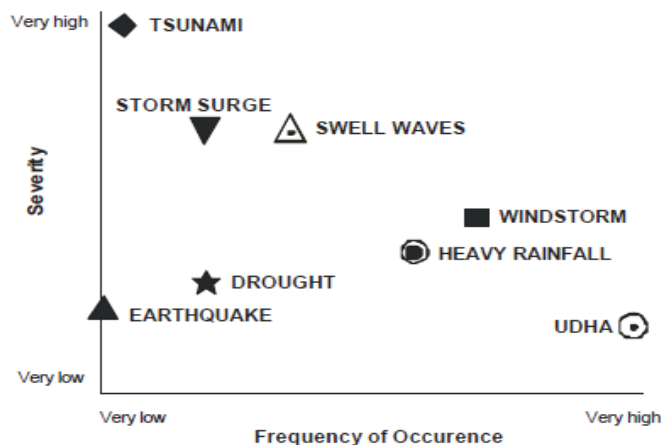 Very high
TSUNAMI
STORM SURGE
SWELL WAVES
Severity
WINDSTORM
HEAVY RAINFALL
DROUGHT
EARTHQUAKE
UDHA
Very low
Very low
Very high
Frequency of Occurence